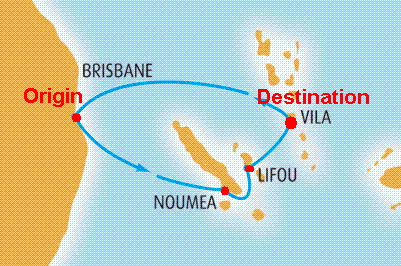 BRISBANE
Origin
Destination
VILA
LIFOU
NOUMEA